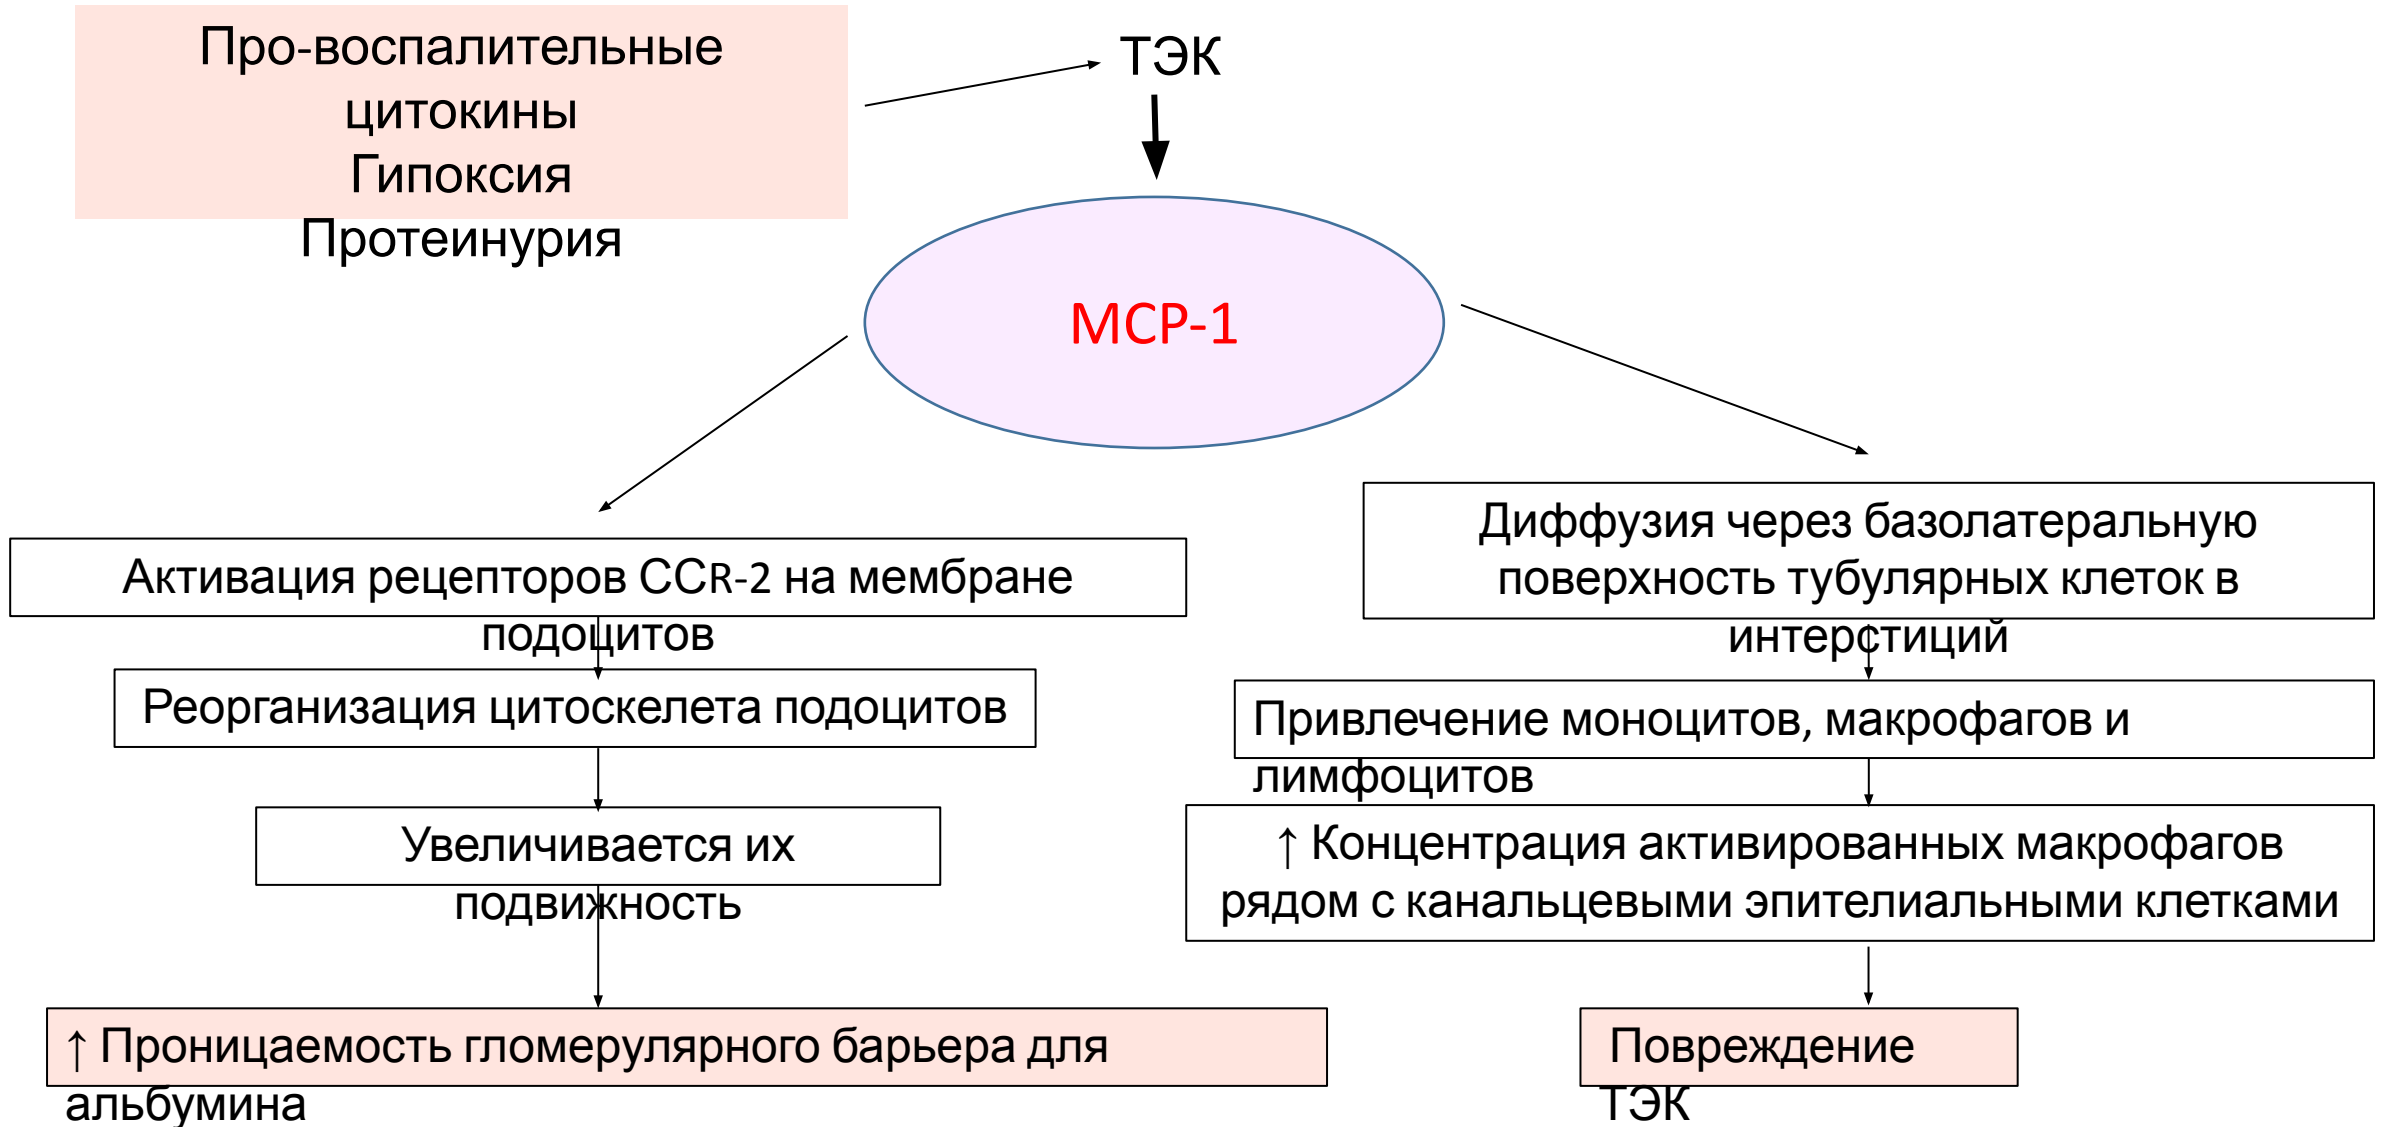 Про-воспалительные
цитокины
Гипоксия
Протеинурия
ТЭК
MCP-1
Активация рецепторов CCR-2 на мембране
подоцитов
Реорганизация цитоскелета подоцитов
Увеличивается их
подвижность
↑ Проницаемость гломерулярного барьера для
альбумина
Диффузия через базолатеральную
поверхность тубулярных клеток в
интерстиций
Привлечение моноцитов, макрофагов и
лимфоцитов
↑ Концентрация активированных макрофагов
рядом с канальцевыми эпителиальными клетками
Повреждение
ТЭК